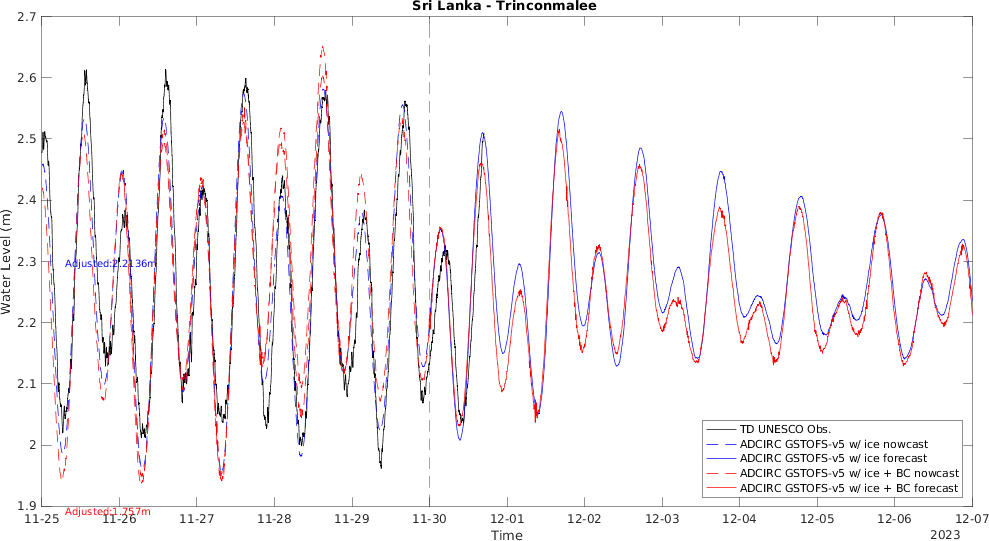 Sri Lanka - Trinconmalee
2.7
2.6
2.5
2.4
2.3
2.2
2.1
2
1.9
Water Level (m)
Adjusted:2.2136m
Adjusted:1.757m
TD UNESCO Obs.
ADCIRC GSTOFS-v5 w/ ice nowcast
ADCIRC GSTOFS-v5 w/ ice forecast
ADCIRC GSTOFS-v5 w/ ice + BC nowcast
ADCIRC GSTOFS-v5 w/ ice + BC forecast
11-25 11-26 11-27 11-28 11-29 11-30 12-01 12-02 12-03 12-04 12-05 12-06 12-07
Time
2023